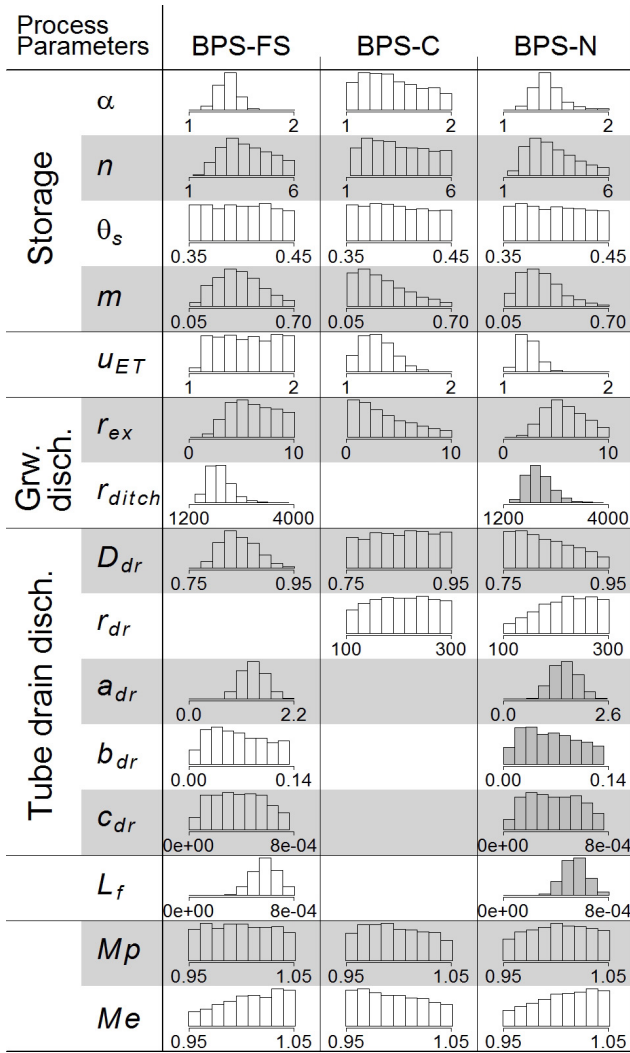 Process
Parameters BPS-FS BPS-C BPS-N
Storage
α
1 2 1 2 1 2
n
1 6 1 6 1 6
θs
0.35 0.45 0.35 0.45 0.35 0.45
m
0.05 0.70 0.05 0.70 0.05 0.70
uET
1 2 1 2 1 2
Grw.
disch.
rex
0 10 0 10 0 10
rditch
1200 4000 1200 4000
Tube drain disch.
Ddr
0.75 0.95 0.75 0.95 0.75 0.95
rdr
100 300 100 300
adr
0.0 2.2 0.0 2.6
bdr
0.00 0.14 0.00 0.14
cdr
0e+00 8e-04 0e+00 8e-04
Lf
0e+00 8e-04 0e+00 8e-04
Mp
0.95 1.05 0.95 1.05 0.95 1.05
Me
0.95 1.05 0.95 1.05 0.95 1.05